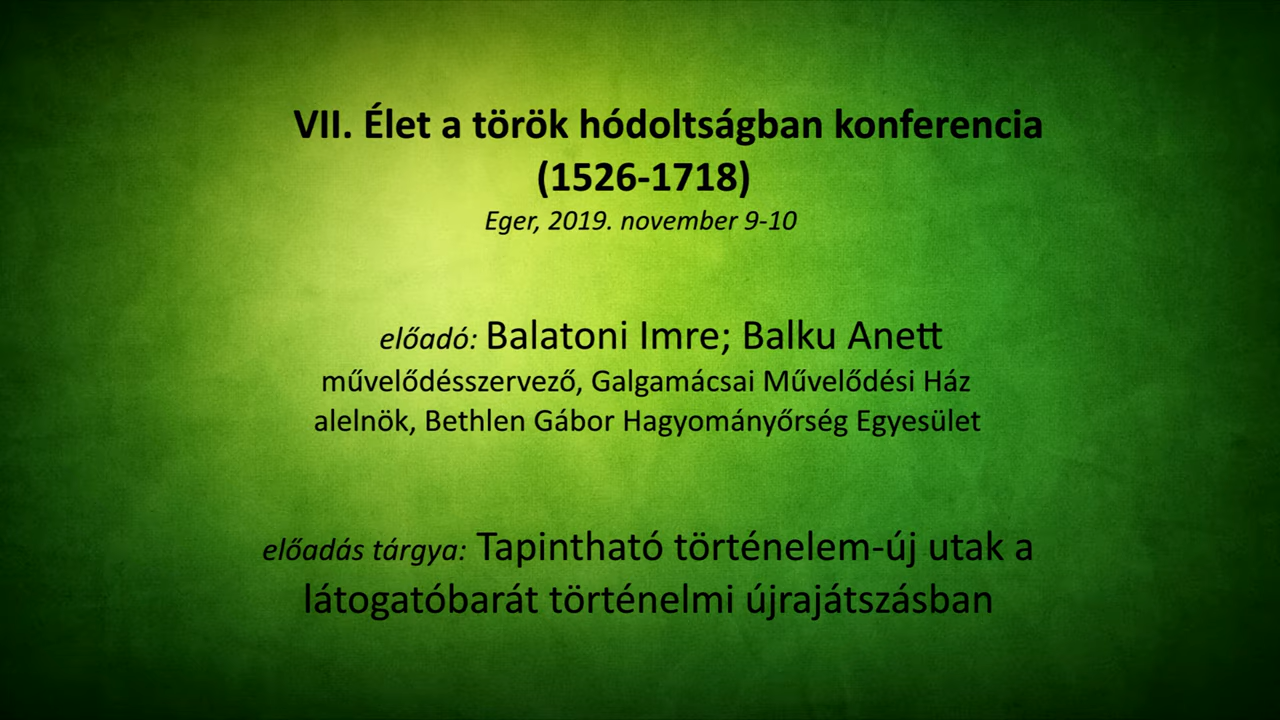 VII. Élet a török hódoltságban konferencia
(1526-1718)
Eger, 2019. november 9-10
előadó: Balatoni Imre; Balku Anett
művelődésszervező, Galgamácsai Művelődési Ház
alelnök, Bethlen Gábor Hagyományőrség Egyesület
előadás tárgya: Tapintható történelem-új utak a
látogatóbarát történelmi újrajátszásban